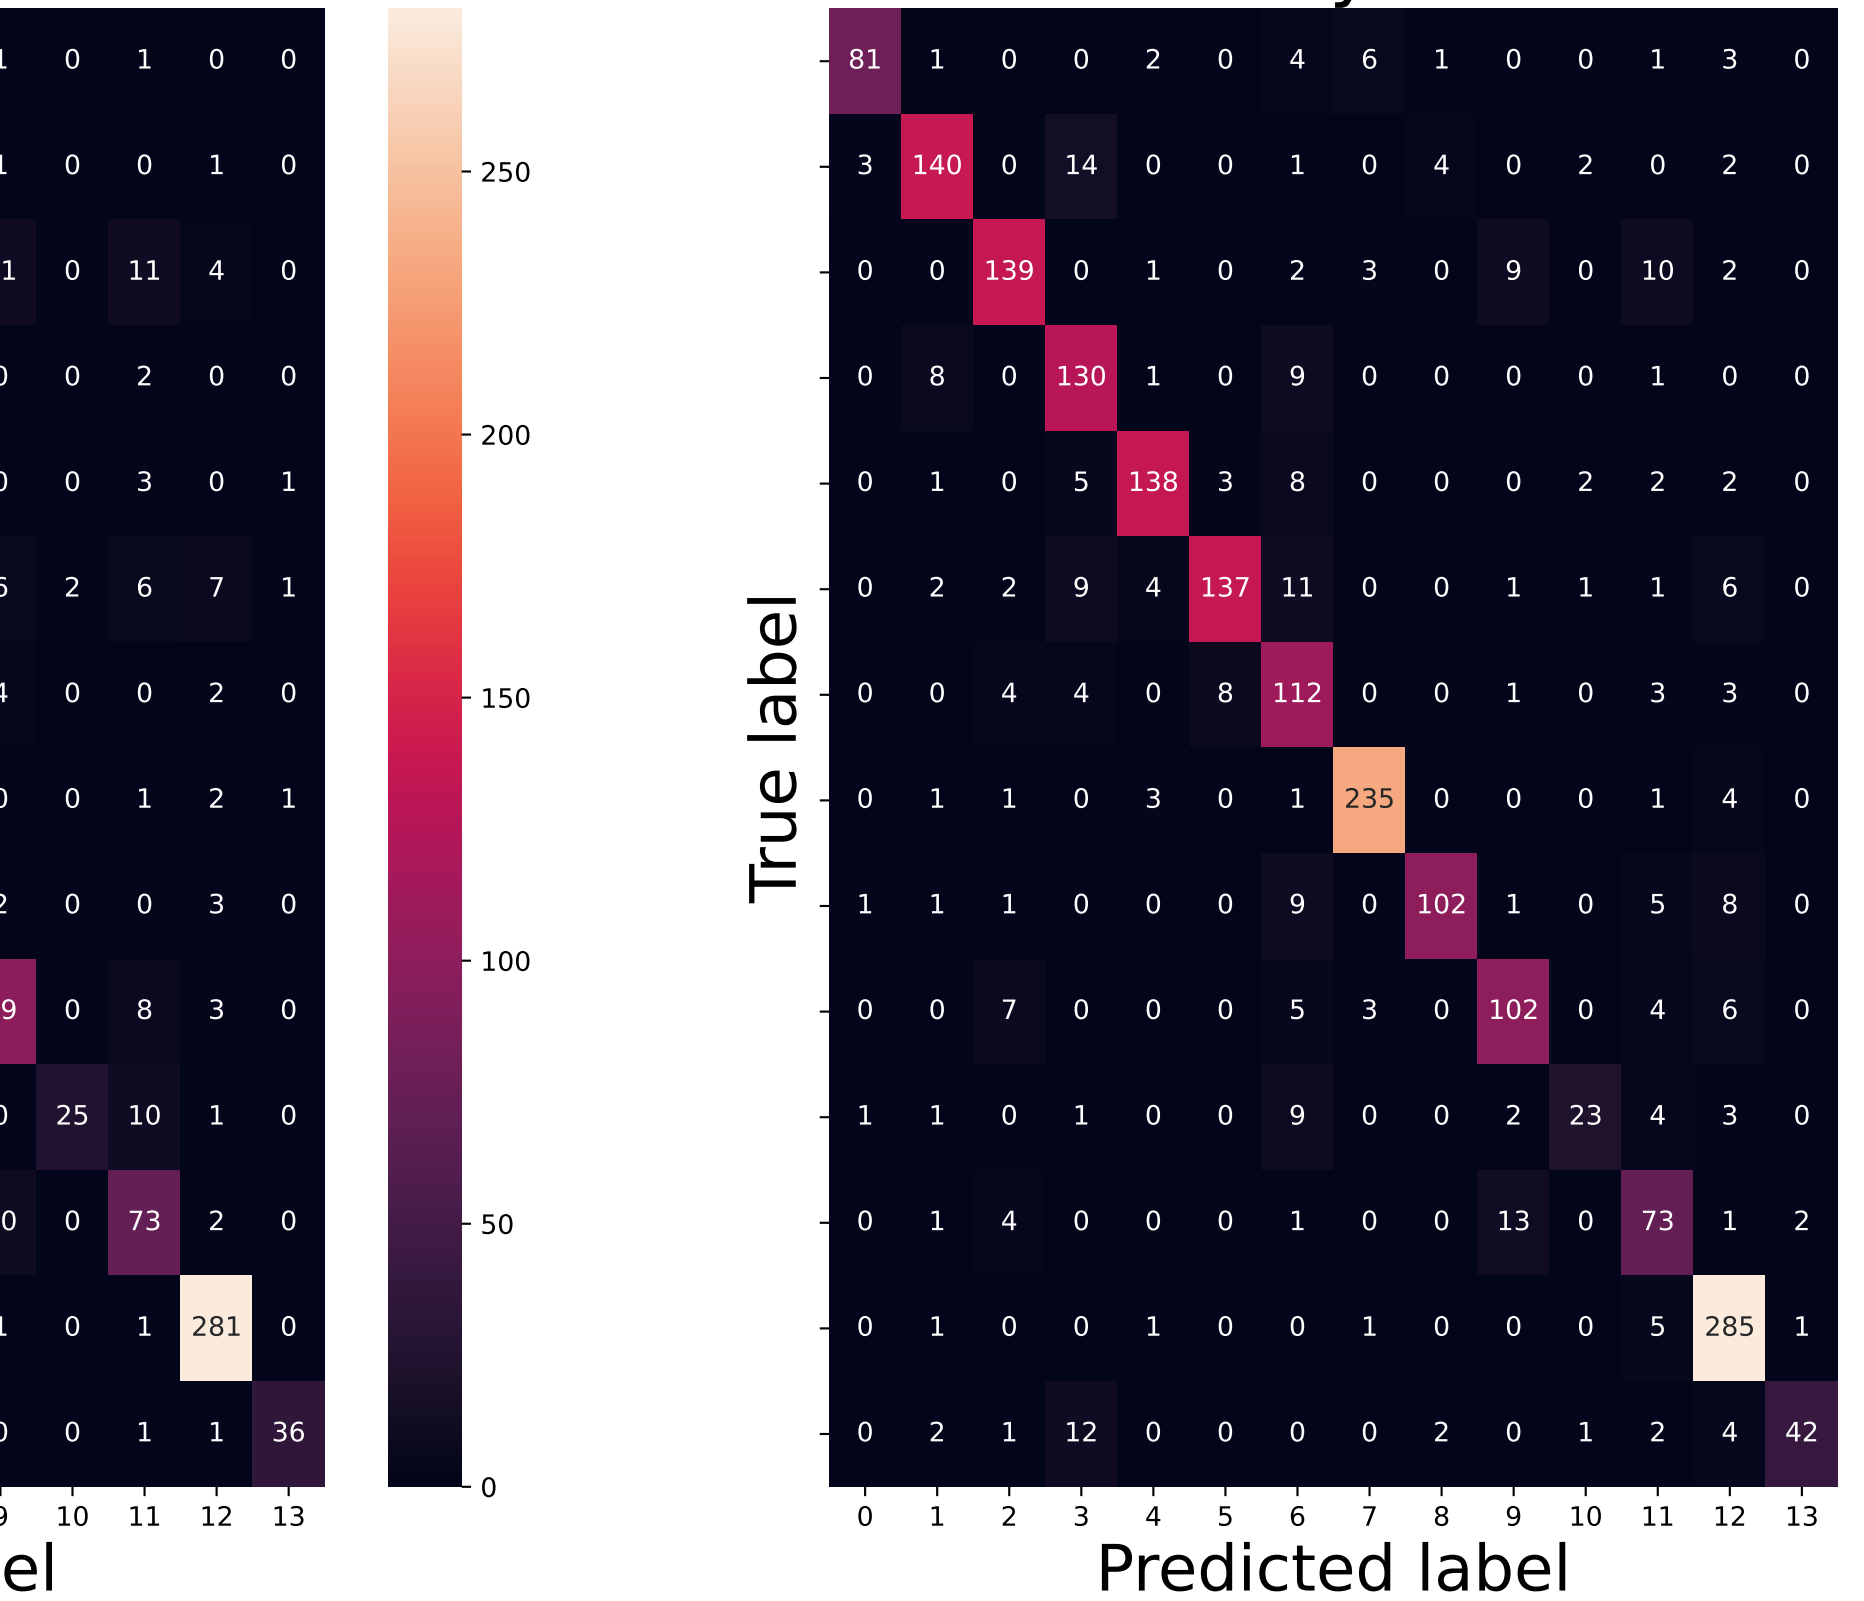 1 0 1 0 0
1 0 0 1 0
1 0 11 4 0
0 0 2 0 0
0 0 3 0 1
6 2 6 7 1
4 0 0 2 0
0 0 1 2 1
2 0 0 3 0
9 0 8 3 0
0 25 10 1 0
0 0 73 2 0
1 0 1 281 0
0 0 1 1 36
9 10 11 12 13
el
250
200
150
100
50
0
True label
81 1 0 0 2 0 4 6 1 0 0 1 3 0
3 140 0 14 0 0 1 0 4 0 2 0 2 0
0 0 139 0 1 0 2 3 0 9 0 10 2 0
0 8 0 130 1 0 9 0 0 0 0 1 0 0
0 1 0 5 138 3 8 0 0 0 2 2 2 0
0 2 2 9 4 137 11 0 0 1 1 1 6 0
0 0 4 4 0 8 112 0 0 1 0 3 3 0
0 1 1 0 3 0 1 235 0 0 0 1 4 0
1 1 1 0 0 0 9 0 102 1 0 5 8 0
0 0 7 0 0 0 5 3 0 102 0 4 6 0
1 1 0 1 0 0 9 0 0 2 23 4 3 0
0 1 4 0 0 0 1 0 0 13 0 73 1 2
0 1 0 0 1 0 0 1 0 0 0 5 285 1
0 2 1 12 0 0 0 0 2 0 1 2 4 42
0 1 2 3 4 5 6 7 8 9 10 11 12 13
Predicted label